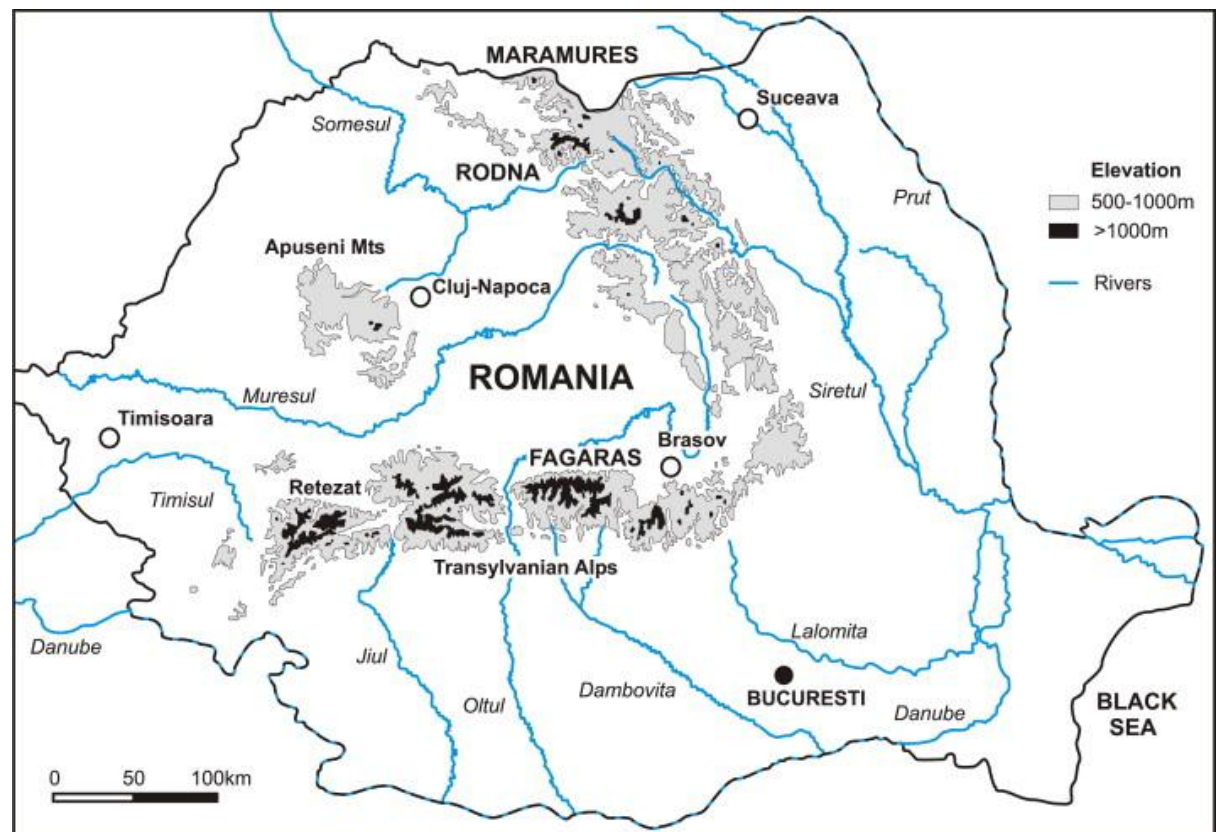 MARAMURES
Suceava
Somesul
RODNA
Elevation
500-1000m
>1000m
Rivers
Prut
Apuseni Mts
Cluj-Napoca
ROMANIA
Muresul
Siretul
Timisoara
Brasov
FAGARAS
Retezat
Timisul
Transylvanian Alps
Danube
Jiul
Oltul
Dambovita
Lalomita
BUCURESTI
Danube
BLACK
SEA
0 50 100km